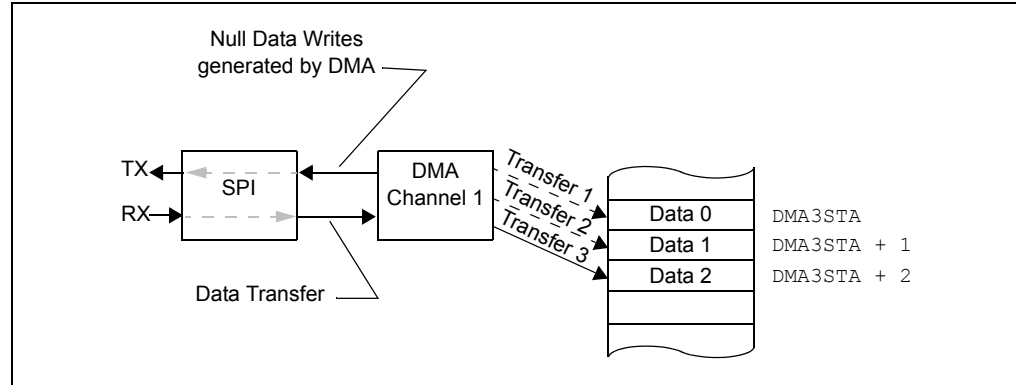 Null Data Writes
generated by DMA
TX
RX
SPI
DMA
Channel 1
Transfer 1
Transfer 2
Transfer 3
Data 0
DMA3STA
Data 1
DMA3STA + 1
Data 2
DMA3STA + 2
Data Transfer